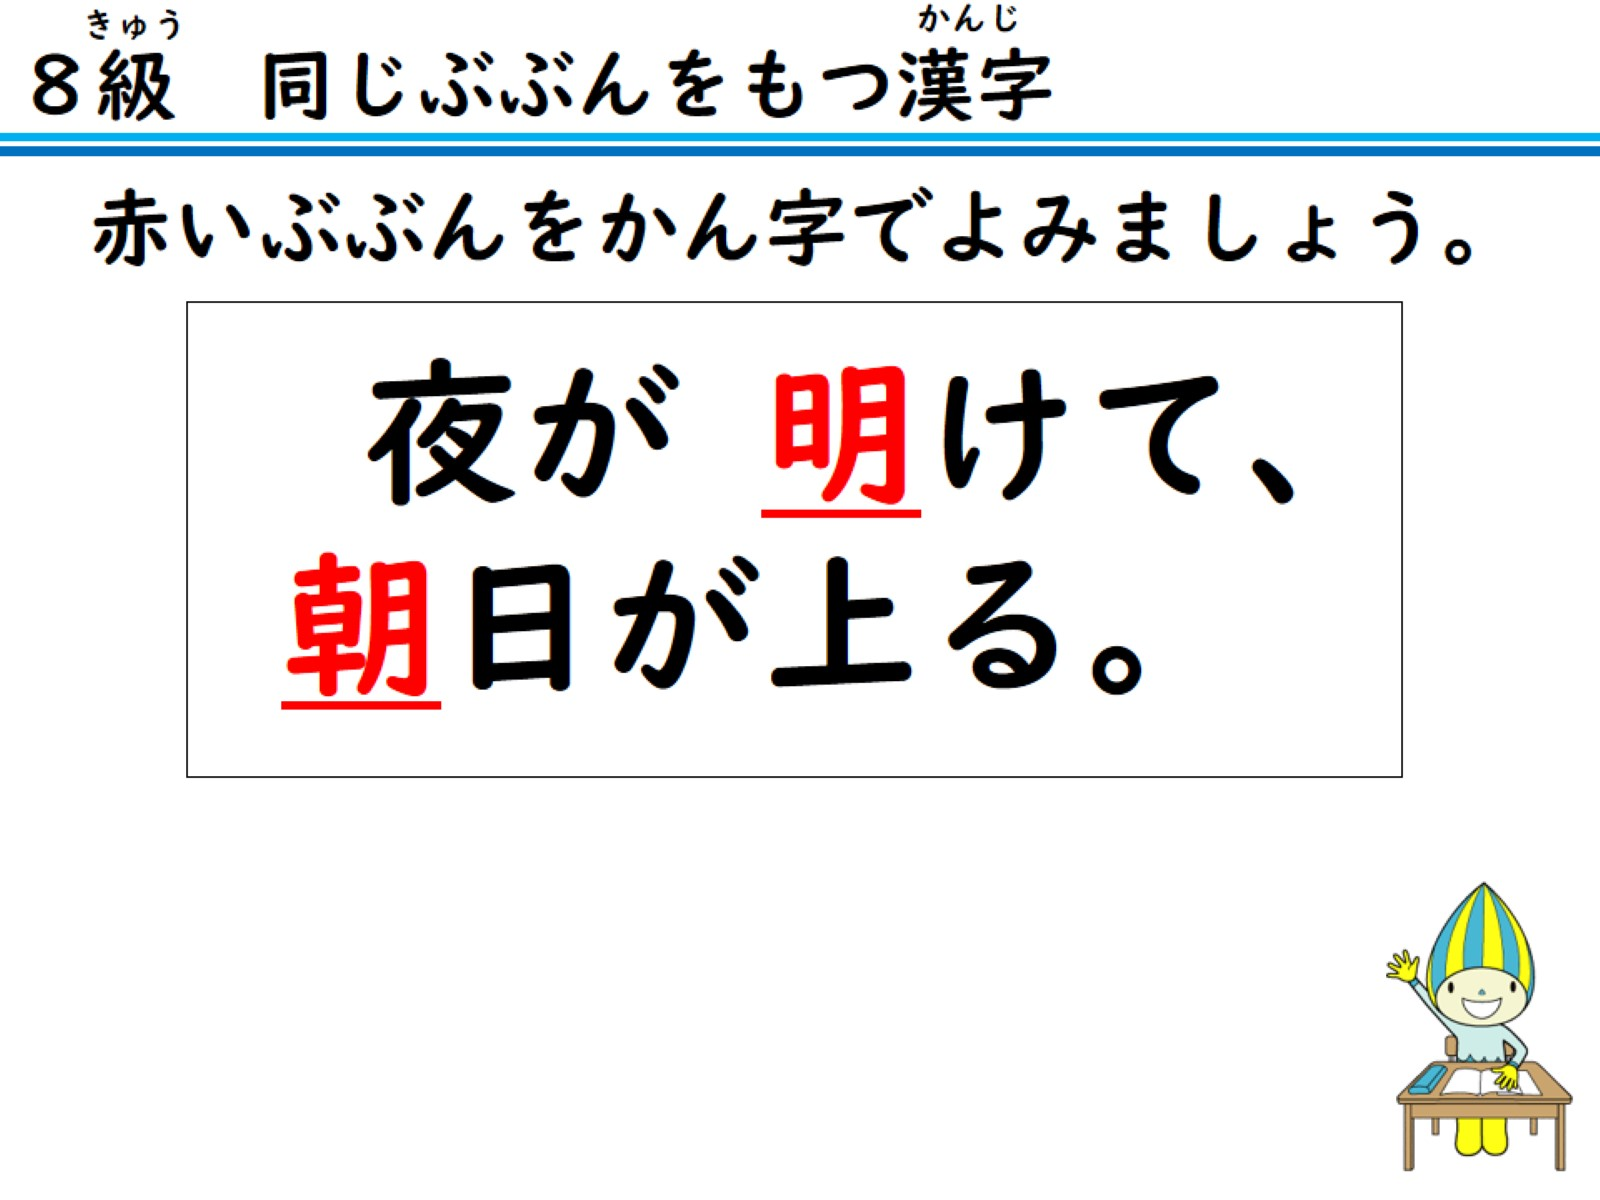 きゅう かんじ
８級　同じぶぶんをもつ漢字
赤いぶぶんをかん字でよみましょう。
夜が 明けて、
朝日が上る。